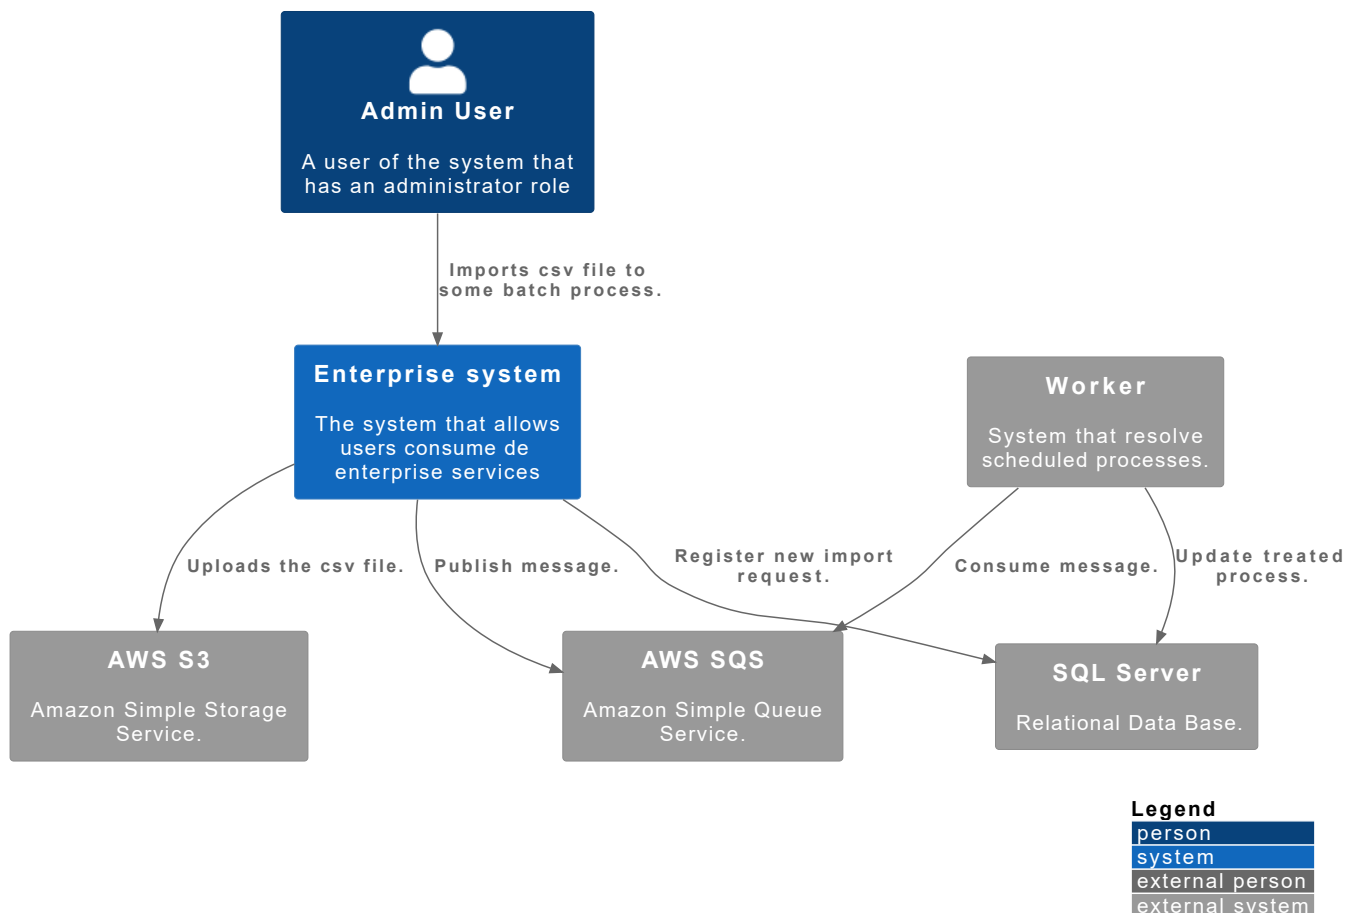 Admin User
A user of the system that
has an administrator role
Imports csv file to
some batch process.
Enterprise system
The system that allows
users consume de
enterprise services
Worker
System that resolve
scheduled processes.
Uploads the csv file.
Publish message.
Register new import
request.
Consume message.
Update treated
process.
AWS S3
Amazon Simple Storage
Service.
AWS SQS
Amazon Simple Queue
Service.
SQL Server
Relational Data Base.
Legend
person
system
external person
external system